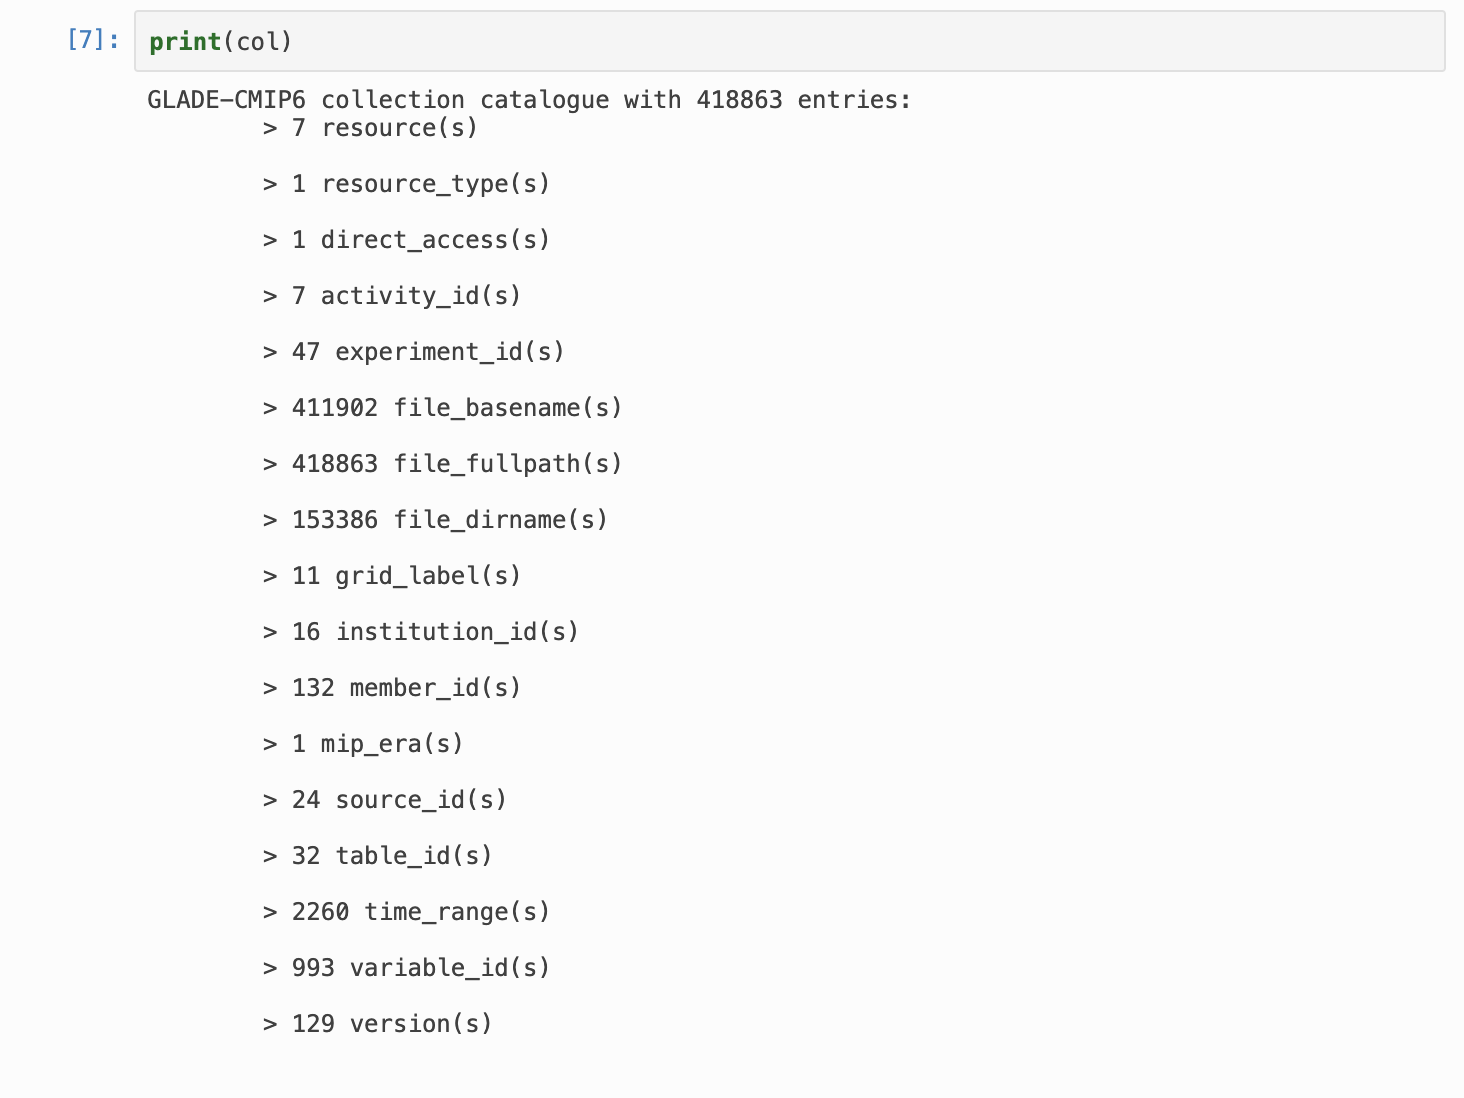 [7]: print(col)
GLADE-CMIP6 collection catalogue with 418863 entries:
> 7 resource(s)
> 1 resource_type(s)
> 1 direct_access(s)
> 7 activity_id(s)
> 47 experiment_id(s)
> 411902 file_basename(s)
> 418863 file_fullpath(s)
> 153386 file_dirname(s)
> 11 grid_label(s)
> 16 institution_id(s)
> 132 member_id(s)
> 1 mip_era(s)
> 24 source_id(s)
> 32 table_id(s)
> 2260 time_range(s)
> 993 variable_id(s)
> 129 version(s)